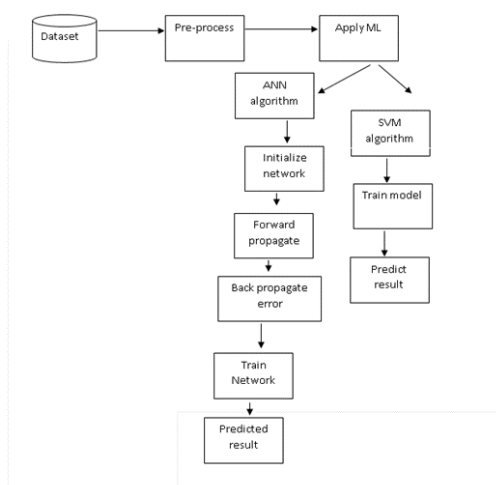 Dataset
Pre-process
Apply ML
ANN
algorithm
SVM
algorithm
Initialize
network
Train model
Forward
propagate
Predict
result
Back propagate
error
Train
Network
Predicted
result